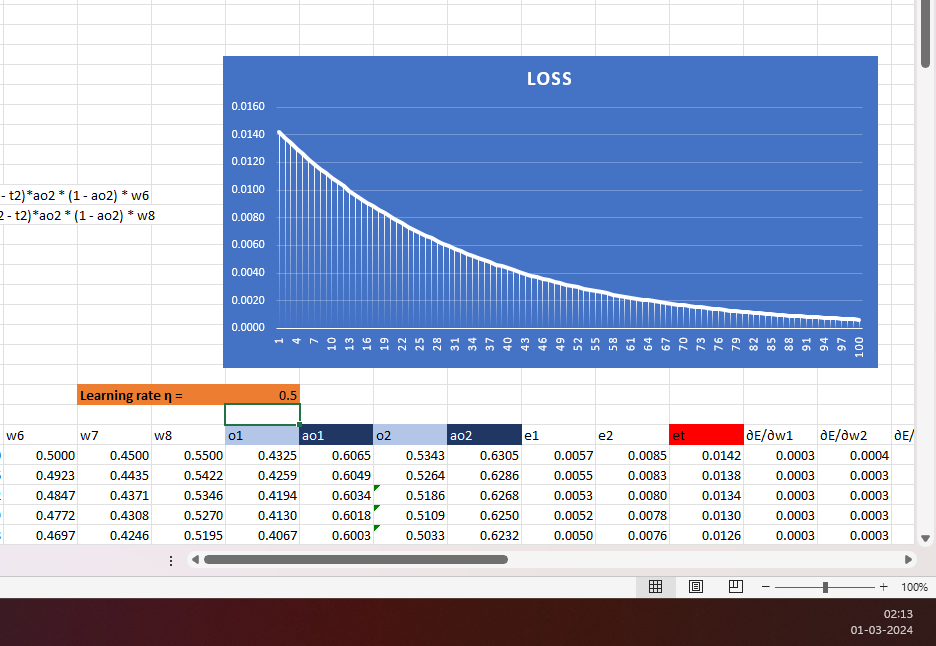 LOSS
0.0160
0.0140
0.0120
0.0100
0.0080
0.0060
0.0040
0.0020
0.0000
1 4 7 10 13 16 19 22 25 28 31 34 37 40 43 46 49 52 55 58 61 64 67 70 73 76 79 82 85 88 91 94 97 100
- t2)*ao2 * (1 - ao2) * w6
2 - t2)*ao2 * (1 - ao2) * w8
Learning rate η = 0.5
w6 w7 w8 o1 ao1 o2 ao2 e1 e2 et ∂E/∂w1 ∂E/∂w2 ∂E/
0.5000 0.4500 0.5500 0.4325 0.6065 0.5343 0.6305 0.0057 0.0085 0.0142 0.0003 0.0004
0.4923 0.4435 0.5422 0.4259 0.6049 0.5264 0.6286 0.0055 0.0083 0.0138 0.0003 0.0003
0.4847 0.4371 0.5346 0.4194 0.6034 0.5186 0.6268 0.0053 0.0080 0.0134 0.0003 0.0003
0.4772 0.4308 0.5270 0.4130 0.6018 0.5109 0.6250 0.0052 0.0078 0.0130 0.0003 0.0003
0.4697 0.4246 0.5195 0.4067 0.6003 0.5033 0.6232 0.0050 0.0076 0.0126 0.0003 0.0003
100%
02:13
01-03-2024